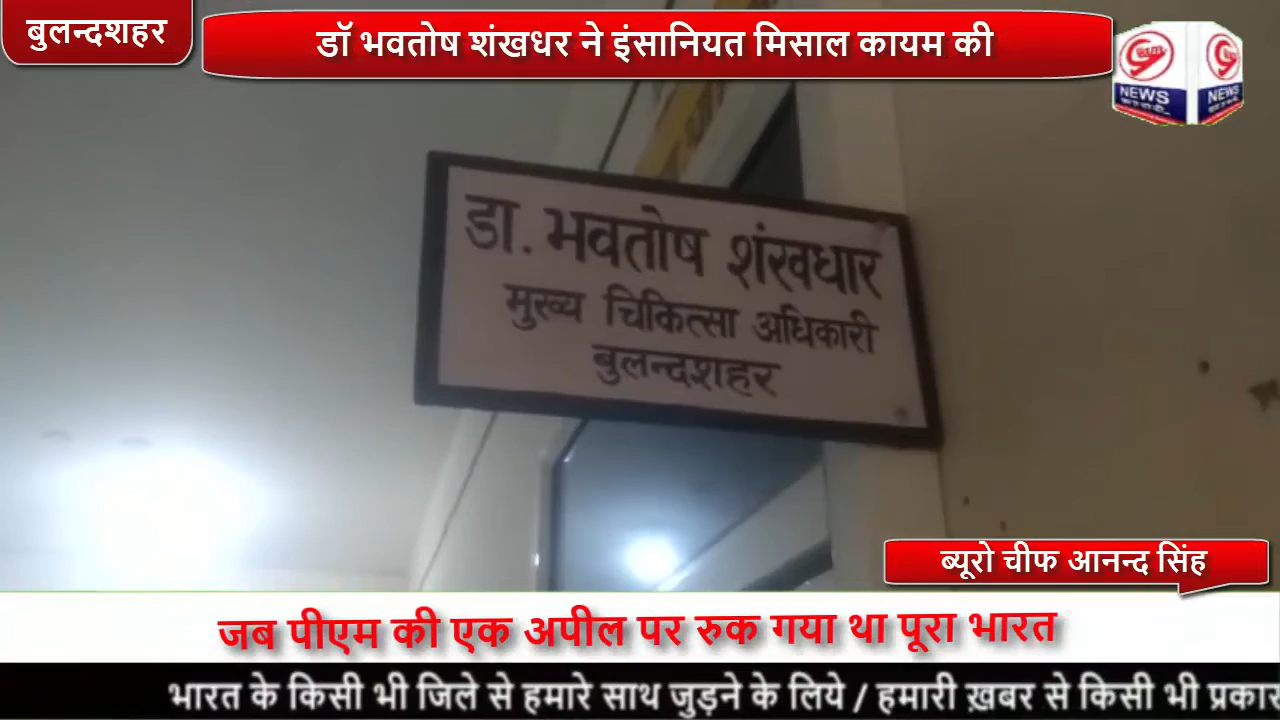 बुलन्दशहर
डॉ भवतोष शंखधर ने इंसानियत मिसाल कायम की
NEWS
NEWS
डा. भवतोष शंखधार
मुख्य चिकित्सा अधिकारी
बुलन्दशहर
ब्यूरो चीफ आनन्द सिंह
जब पीएम की एक अपील पर रुक गया था पूरा भारत
भारत के किसी भी जिले से हमारे साथ जुड़ने के लिये / हमारी ख़बर से किसी भी प्रकार